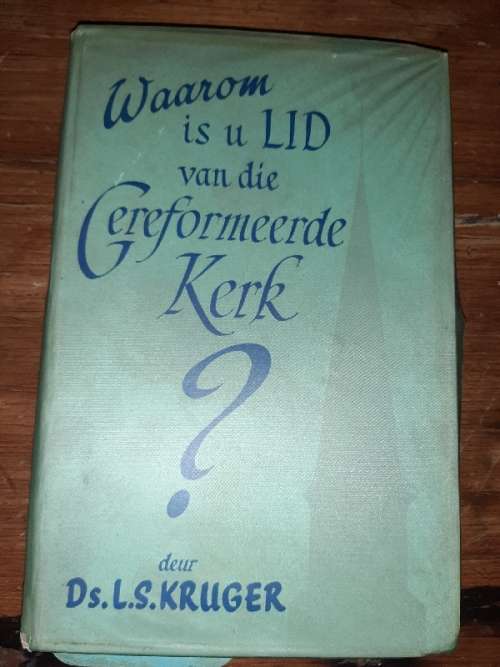 Waarom
is u LID
van die
Gereformeerde
Kerk
?
deur
Ds. L.S. KRUGER